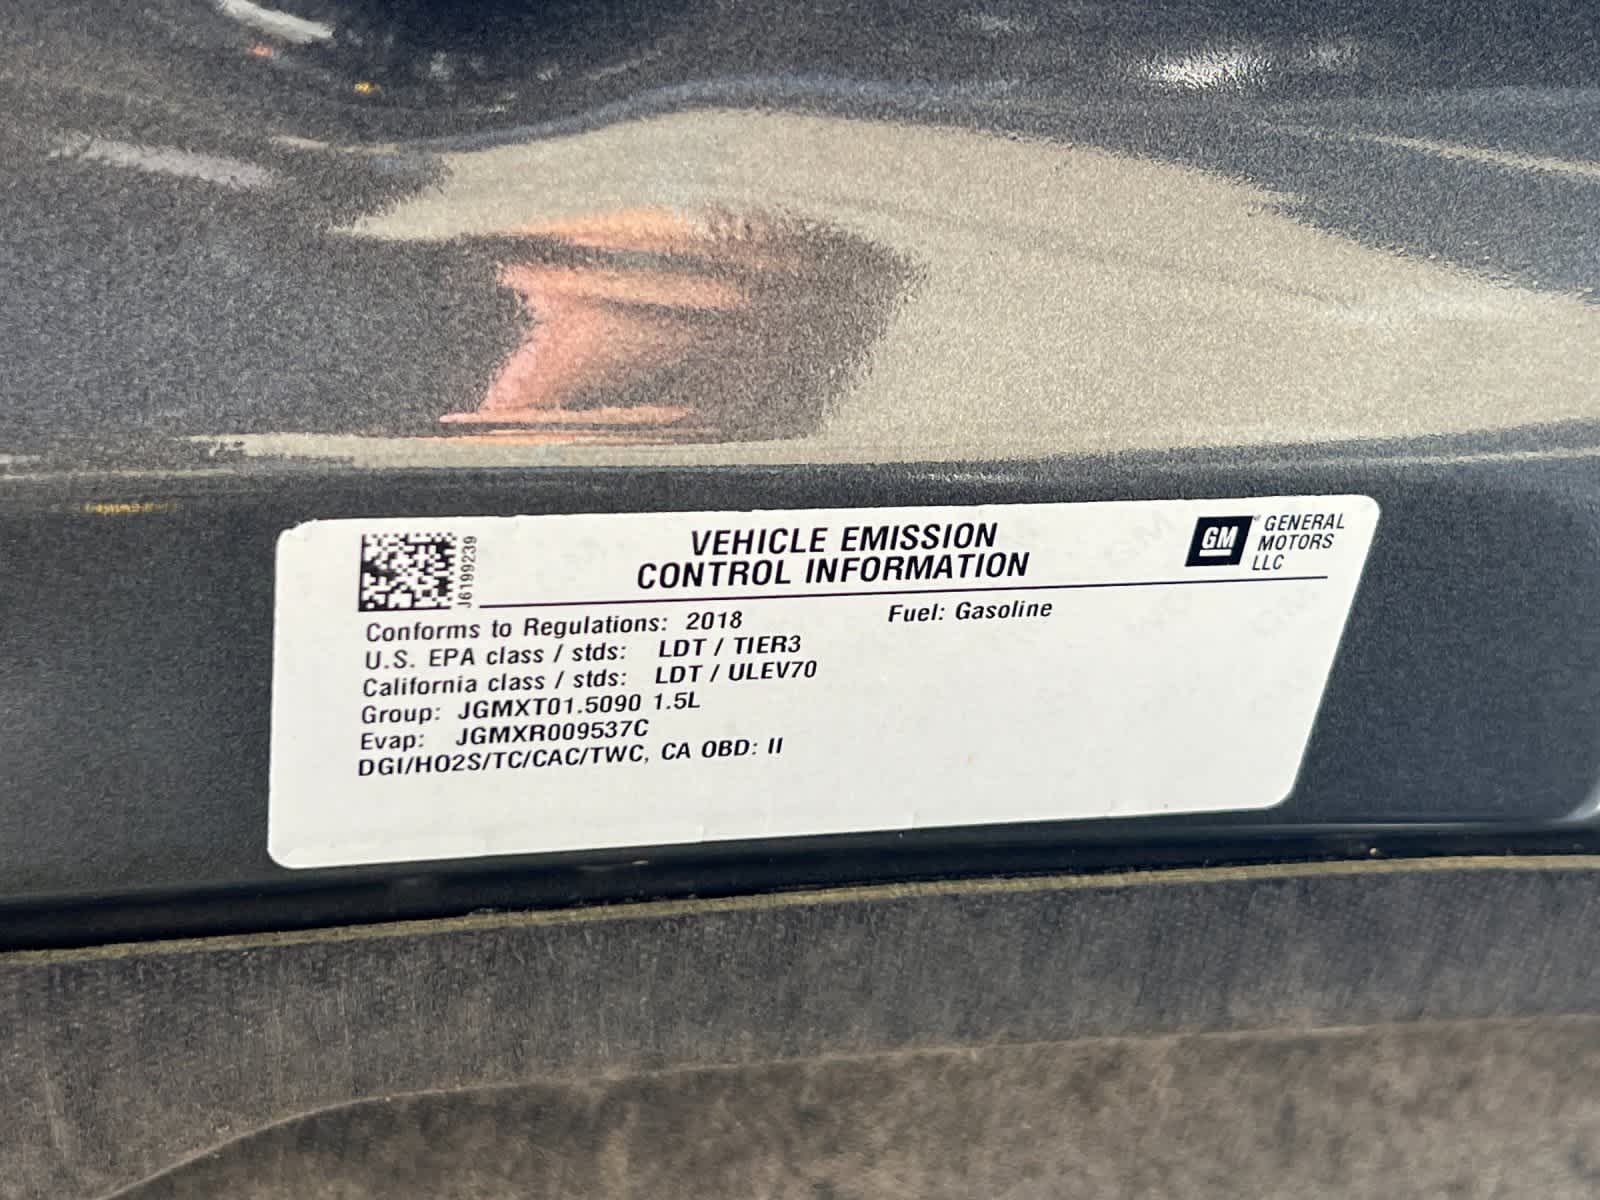 J6199239
VEHICLE EMISSION
CONTROL INFORMATION
GM
GENERAL
MOTORS
LLC
Conforms to Regulations: 2018 Fuel: Gasoline
U.S. EPA class / stds: LDT / TIER3
California class / stds: LDT / ULEV70
Group: JGMXT01.5090 1.5L
Evap: JGMXR009537C
DGI/HO2S/TC/CAC/TWC, CA OBD: II